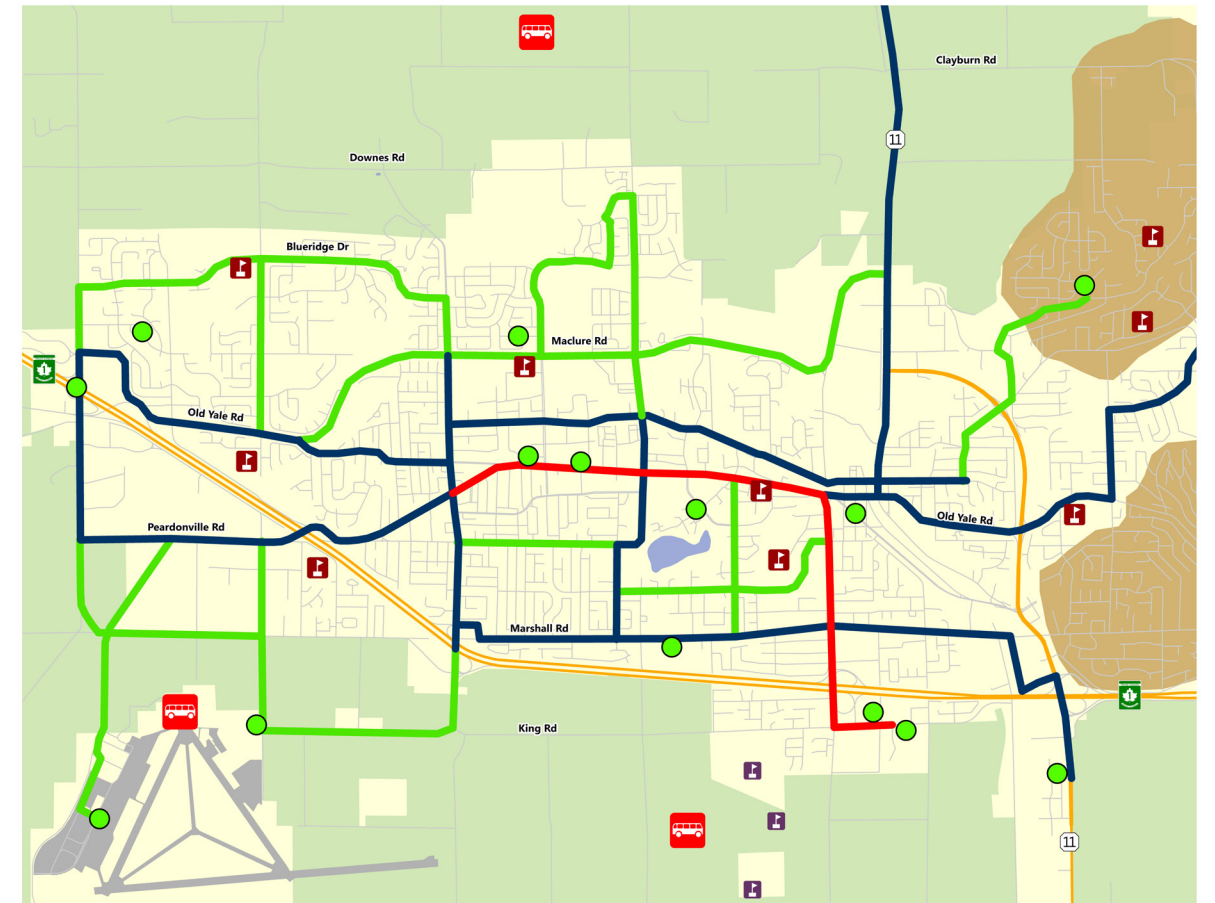 Clayburn Rd
11
Downes Rd
Blueridge Dr
Maclure Rd
1
Old Yale Rd
Old Yale Rd
Peardonville Rd
Marshall Rd
1
King Rd
11